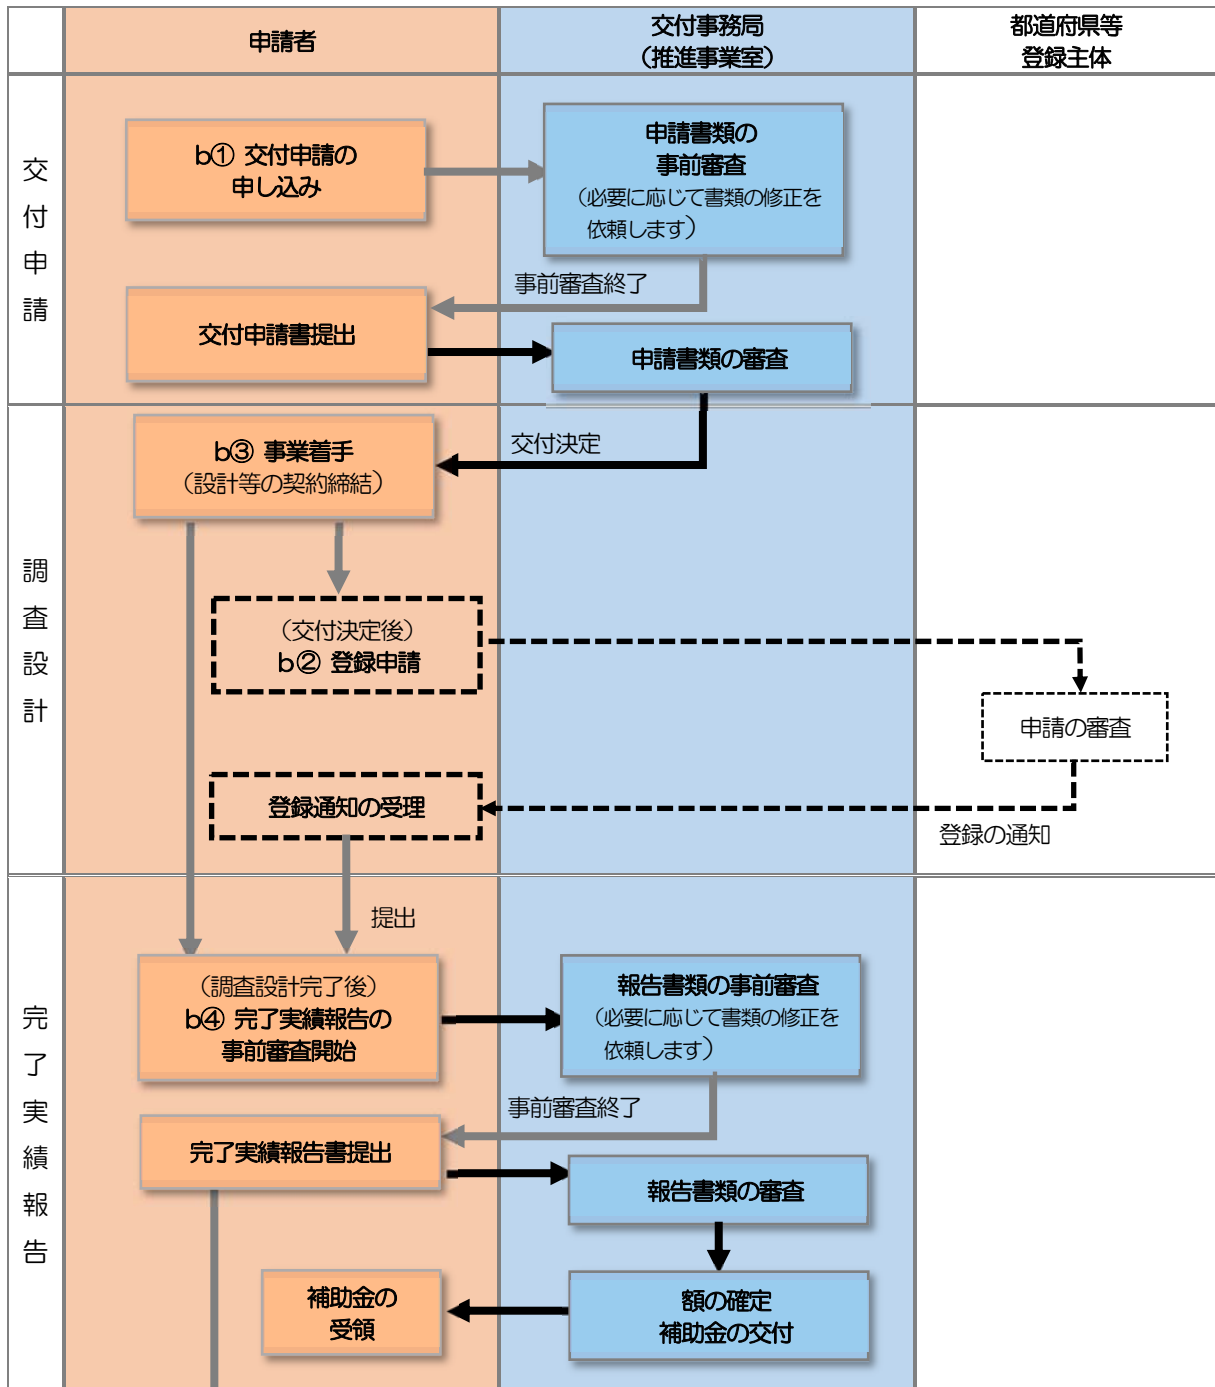 申請者
交付事務局
（推進事業室）
都道府県等
登録主体
交付申請
b① 交付申請の
申し込み
申請書類の
事前審査
（必要に応じて書類の修正を
依頼します）
事前審査終了
交付申請書提出
申請書類の審査
調査設計
b③ 事業着手
（設計等の契約締結）
交付決定
（交付決定後）
b② 登録申請
申請の審査
登録通知の受理
登録の通知
完了実績報告
提出
（調査設計完了後）
b④ 完了実績報告の
事前審査開始
報告書類の事前審査
（必要に応じて書類の修正を
依頼します）
事前審査終了
完了実績報告書提出
報告書類の審査
補助金の
受領
額の確定
補助金の交付